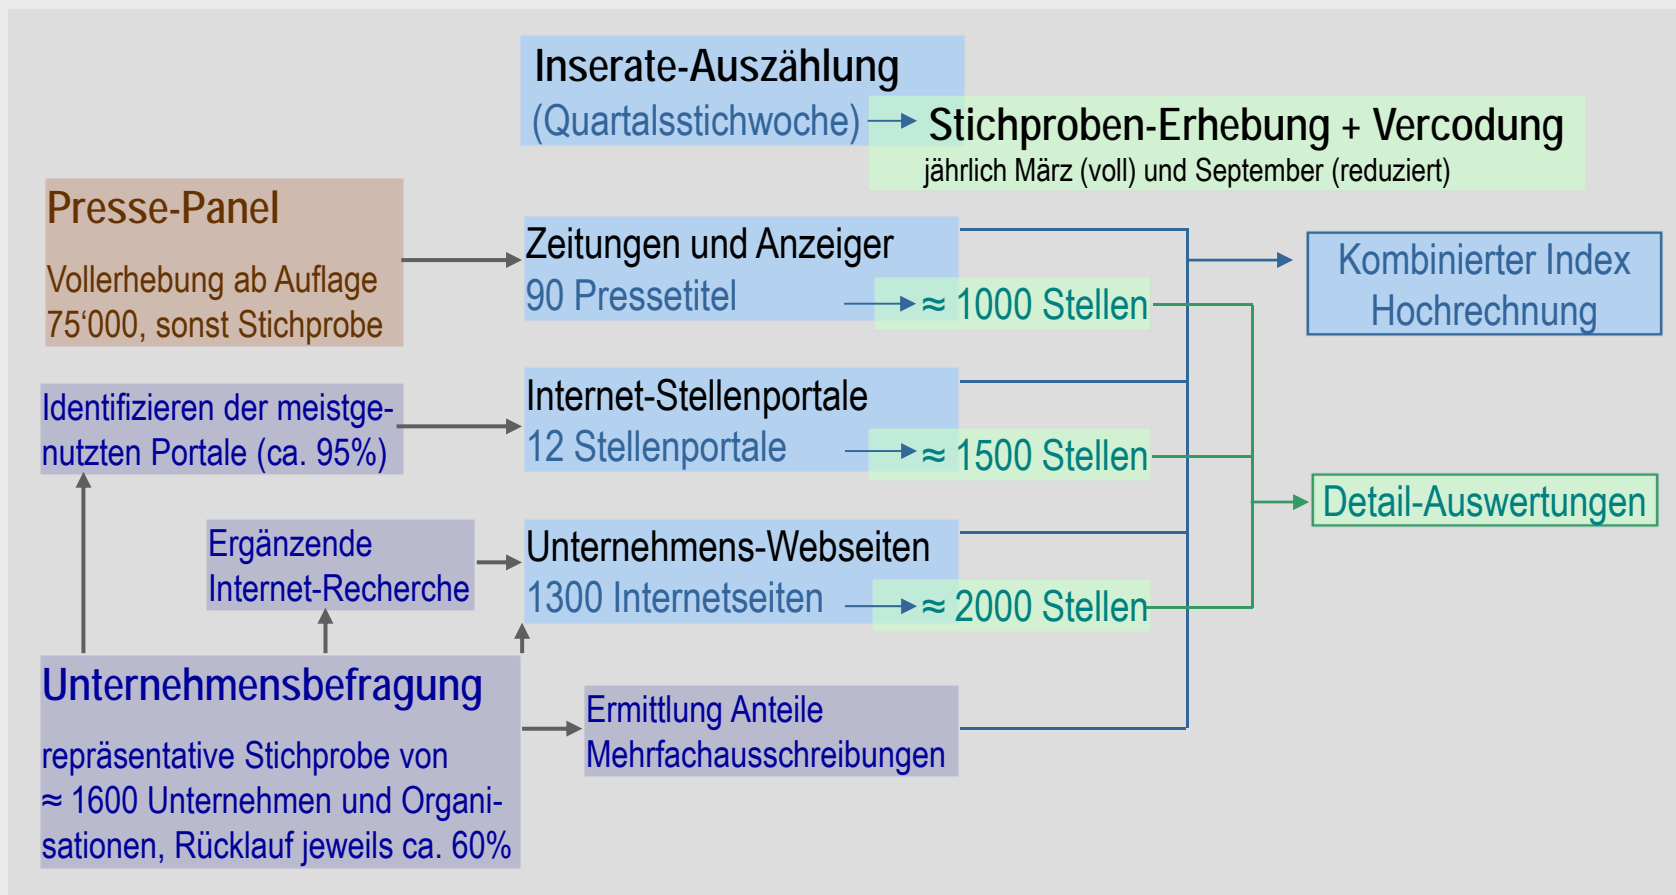 Inserate-Auszählung
(Quartalsstichwoche)
Stichproben-Erhebung + Vercodung
jährlich März (voll) und September (reduziert)
Presse-Panel
Vollerhebung ab Auflage
75‘000, sonst Stichprobe
Zeitungen und Anzeiger
90 Pressetitel
≈ 1000 Stellen
Kombinierter Index
Hochrechnung
Identifizieren der meistge-
nutzten Portale (ca. 95%)
Internet-Stellenportale
12 Stellenportale
≈ 1500 Stellen
Detail-Auswertungen
Ergänzende
Internet-Recherche
Unternehmens-Webseiten
1300 Internetseiten
≈ 2000 Stellen
Unternehmensbefragung
repräsentative Stichprobe von
≈ 1600 Unternehmen und Organi-
sationen, Rücklauf jeweils ca. 60%
Ermittlung Anteile
Mehrfachausschreibungen